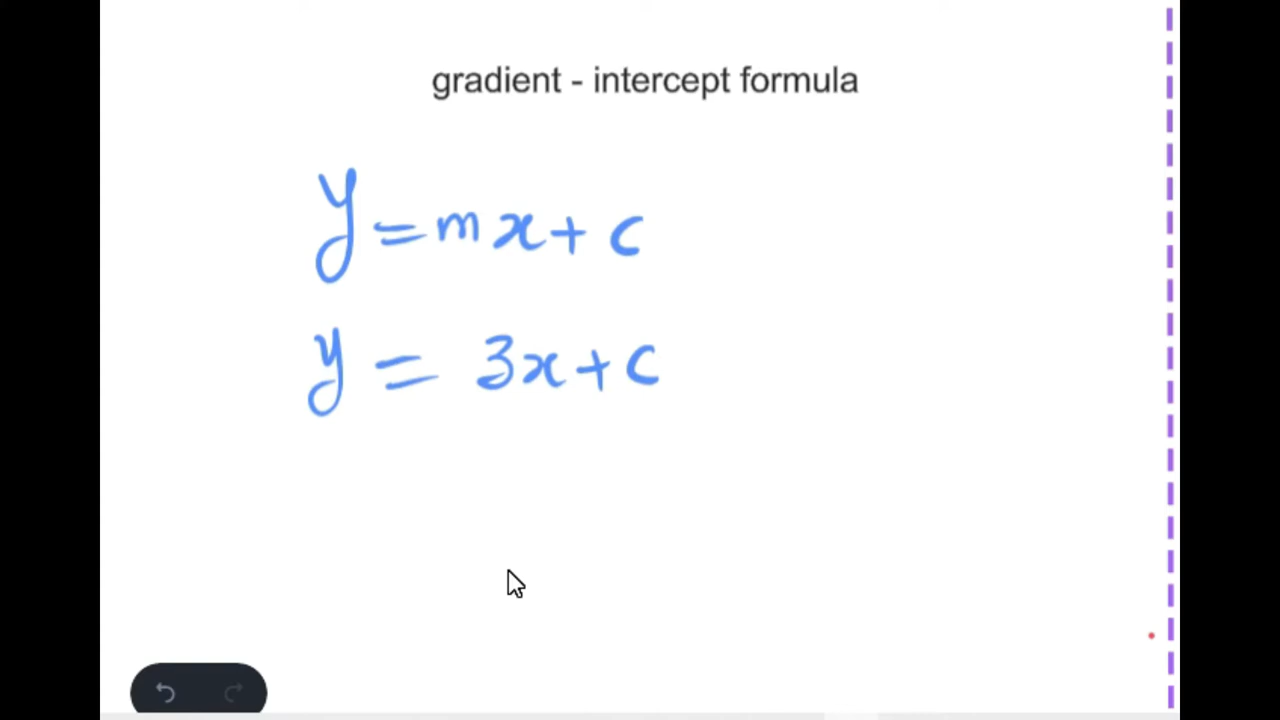 gradient - intercept formula
y = mx + c
y = 3x + c